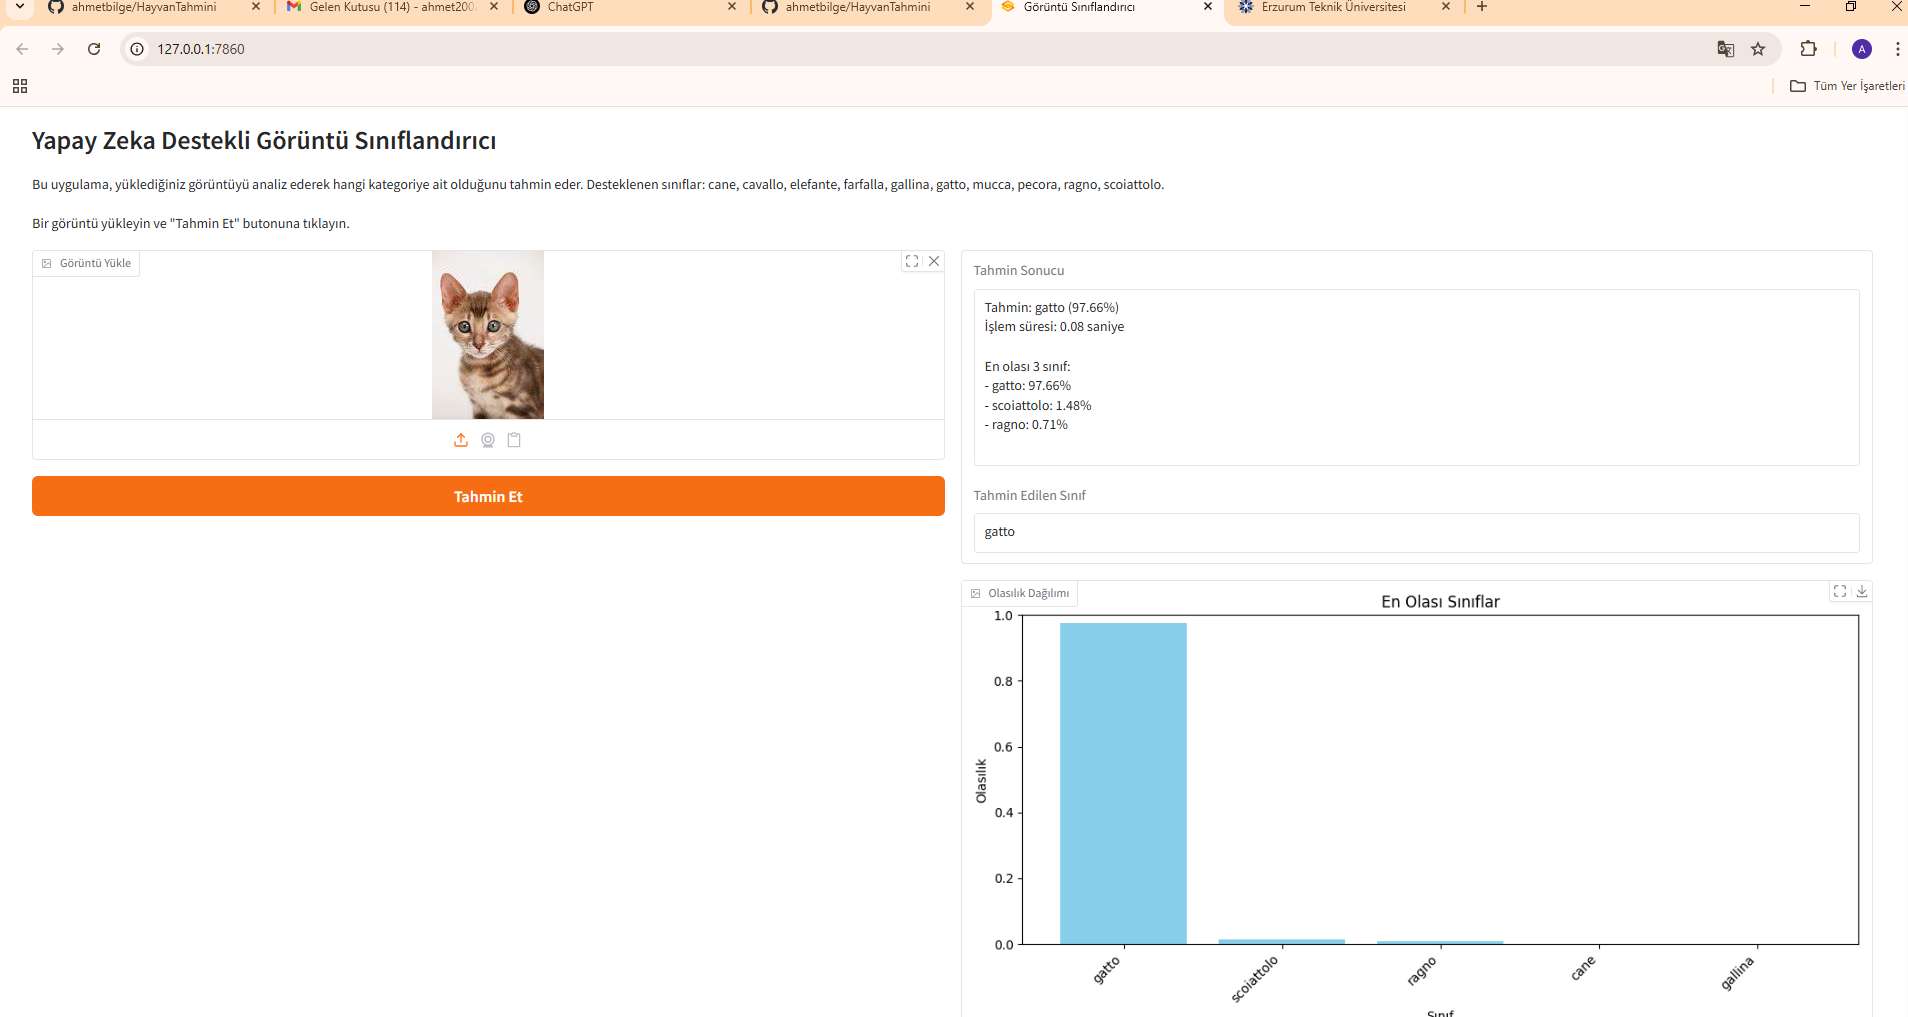 ahmetbilge/HayvanTahmini
Gelen Kutusu (114) - ahmet200
ChatGPT
ahmetbilge/HayvanTahmini
Görüntü Sınıflandırıcı
Erzurum Teknik Üniversitesi
127.0.0.1:7860
A
Tüm Yer İşaretleri
Yapay Zeka Destekli Görüntü Sınıflandırıcı
Bu uygulama, yüklediğiniz görüntüyü analiz ederek hangi kategoriye ait olduğunu tahmin eder. Desteklenen sınıflar: cane, cavallo, elefante, farfalla, gallina, gatto, mucca, pecora, ragno, scoiattolo.
Bir görüntü yükleyin ve "Tahmin Et" butonuna tıklayın.
Görüntü Yükle
Tahmin Et
Tahmin Sonucu
Tahmin: gatto (97.66%)
İşlem süresi: 0.08 saniye
En olası 3 sınıf:
- gatto: 97.66%
- scoiattolo: 1.48%
- ragno: 0.71%
Tahmin Edilen Sınıf
gatto
Olasılık Dağılımı
En Olası Sınıflar
1.0
0.8
0.6
0.4
0.2
0.0
Olasılık
gatto
scoiattolo
ragno
cane
gallina
Sınıf